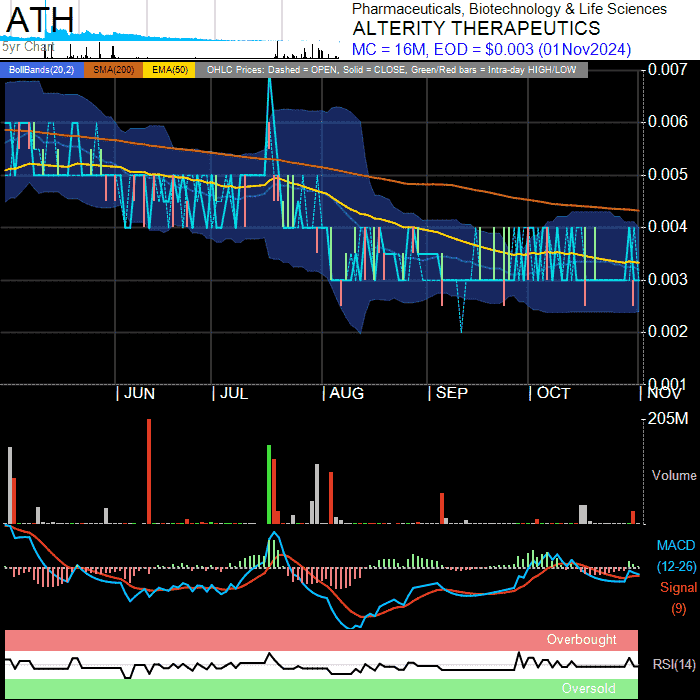 ATH
5yr Chart
Pharmaceuticals, Biotechnology & Life Sciences
ALTERITY THERAPEUTICS
MC = 16M, EOD = $0.003 (01Nov2024)
BollBands(20,2) SMA(200) EMA(50) OHLC Prices: Dashed = OPEN, Solid = CLOSE, Green/Red bars = Intra-day HIGH/LOW
0.007
0.006
0.005
0.004
0.003
0.002
0.001
JUN JUL AUG SEP OCT NOV
205M
Volume
MACD
(12-26)
Signal
(9)
Overbought
RSI(14)
Oversold